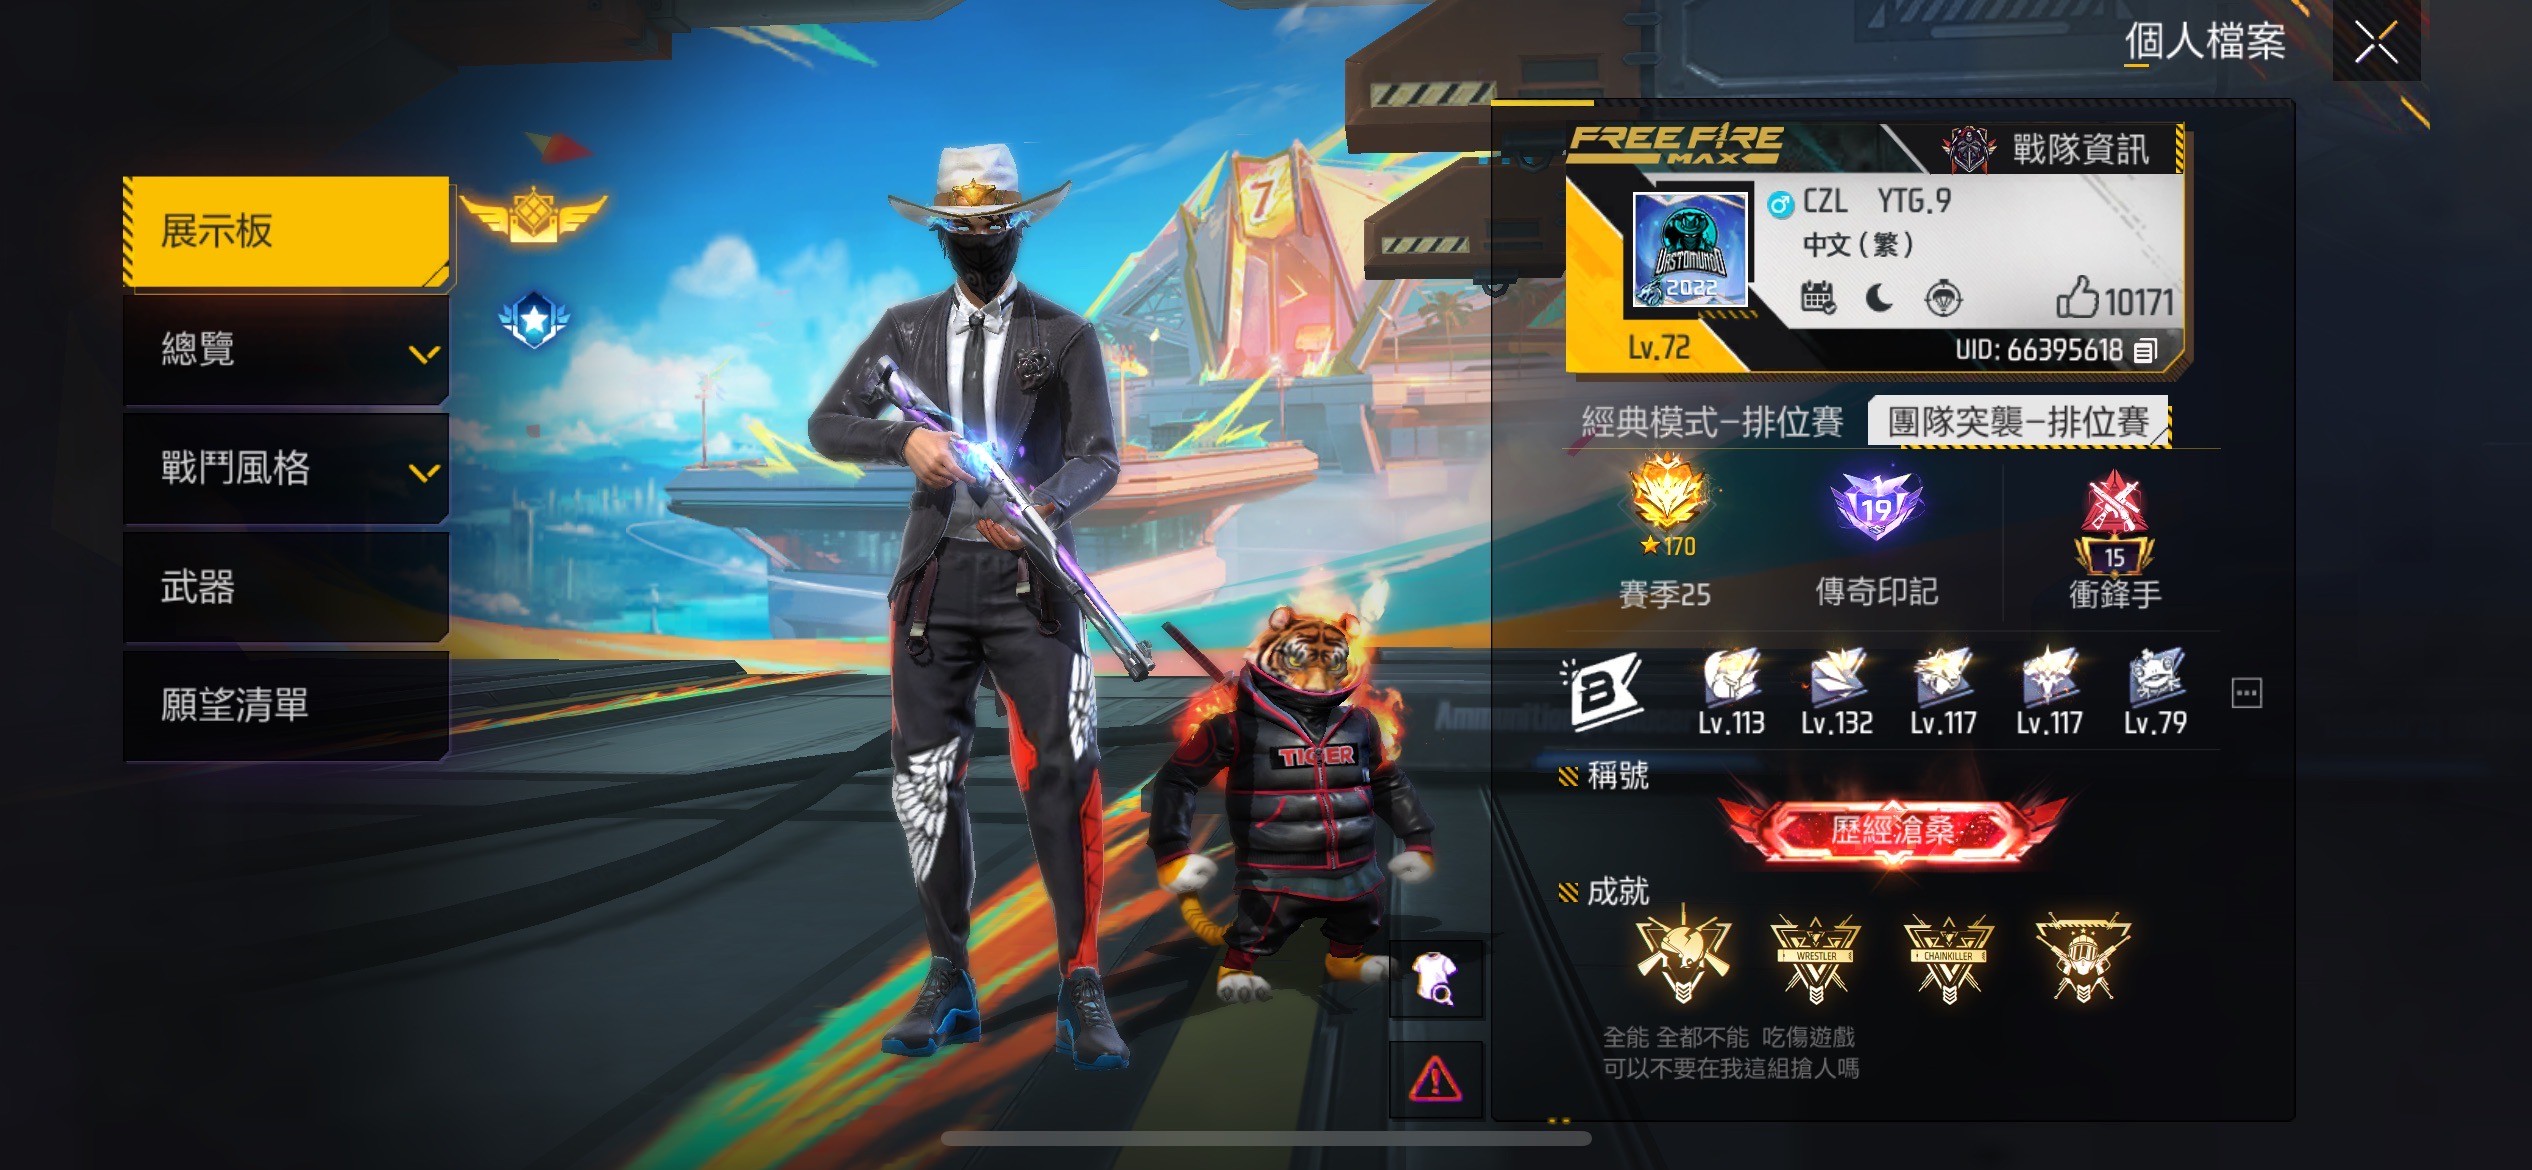 個人檔案
展示板
總覽
戰鬥風格
武器
願望清單
7
TIGER
FREE FIRE
MAX
戰隊資訊
CZL YTG.9
中文(繁)
VASTOMUNDO
2022
10171
Lv.72
UID: 66395618
經典模式-排位賽
團隊突襲-排位賽
170
19
15
賽季25
傳奇印記
衝鋒手
Lv.113
Lv.132
Lv.117
Lv.117
Lv.79
稱號
歷經滄桑
成就
WRESTLER
CHAINKILLER
全能 全都不能 吃傷遊戲
可以不要在我這組搶人嗎